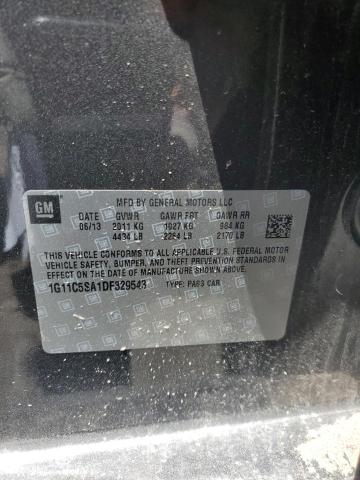 GM
MFD BY GENERAL MOTORS LLC
DATE GVWR GAWR FRT GAWR RR
06/13 2011 KG 1027 KG 984 KG
4434 LB 2264 LB 2170 LB
THIS VEHICLE CONFORMS TO ALL APPLICABLE U.S. FEDERAL MOTOR
VEHICLE SAFETY, BUMPER, AND THEFT PREVENTION STANDARDS
IN EFFECT ON THE DATE OF MANUFACTURE SHOWN ABOVE.
1G11C5SA1DF329543 TYPE: PASS CAR